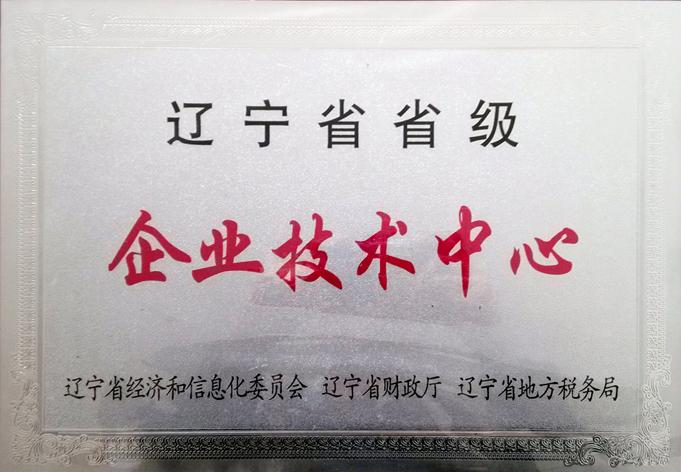 辽宁省省级
企业技术中心
辽宁省经济和信息化委员会 辽宁省财政厅 辽宁省地方税务局